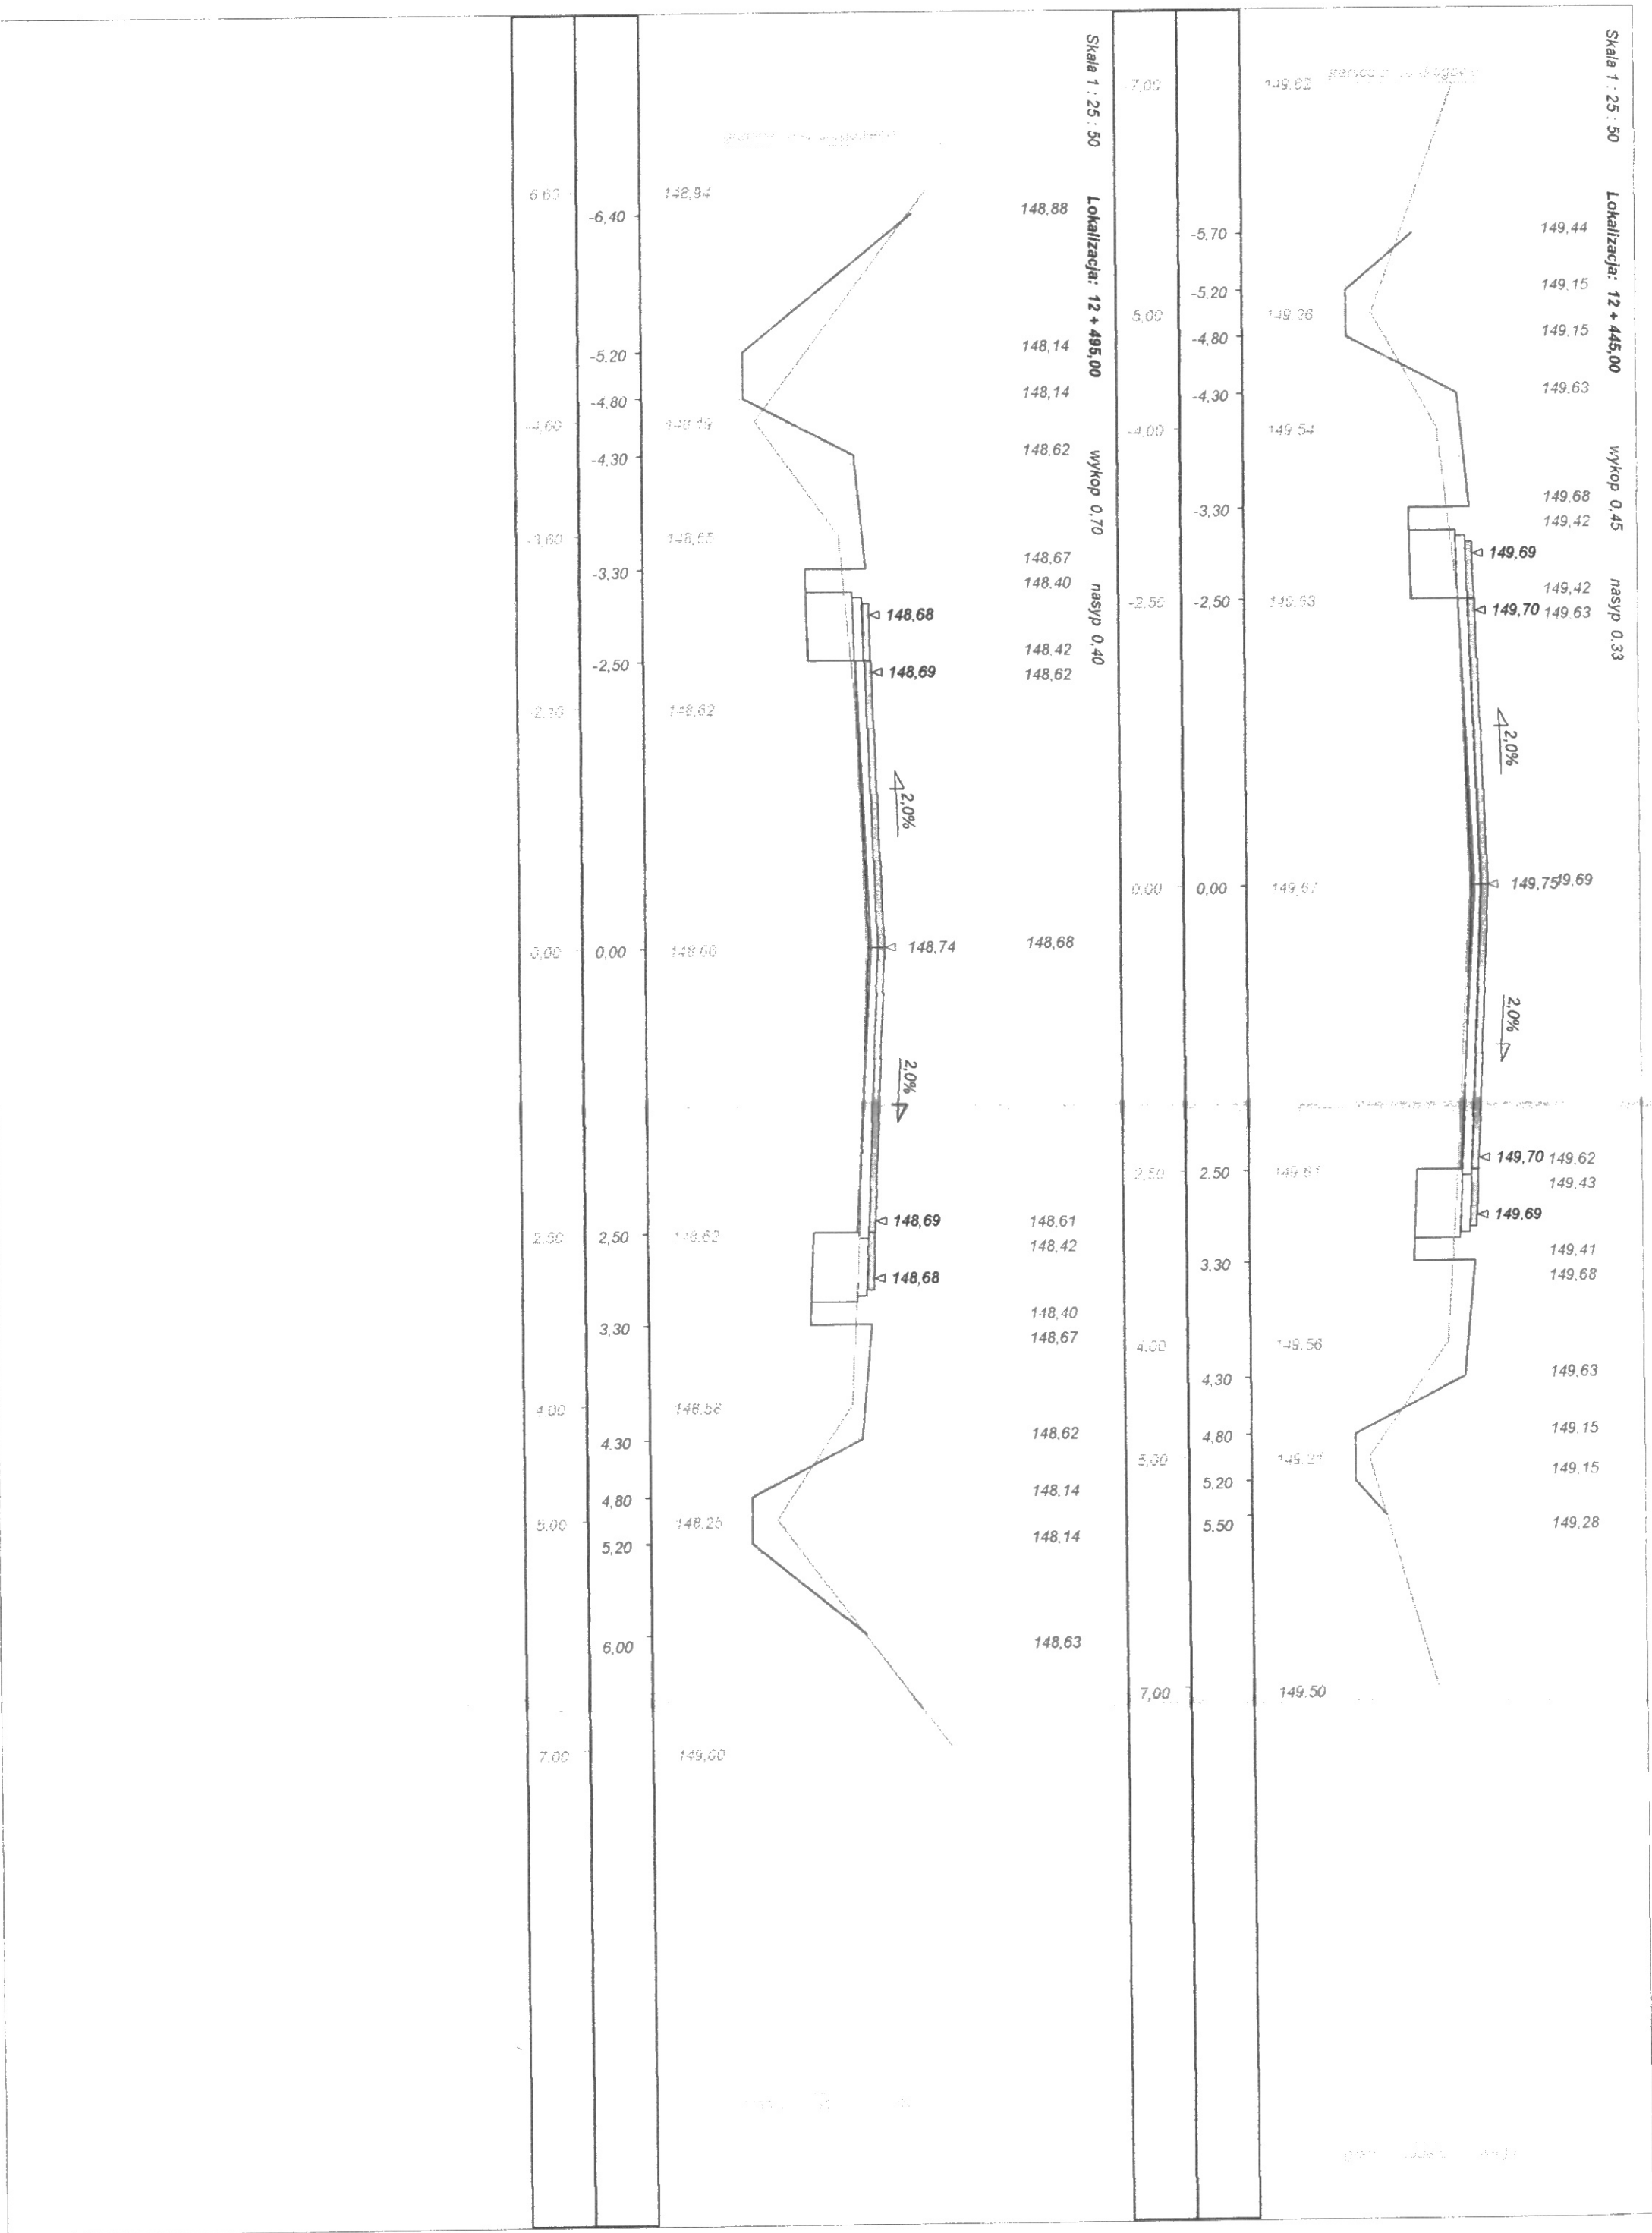 Skala 1 : 25 : 50 Lokalizacja: 12 + 445,00 wykop 0,45 nasyp 0,33
149,44 149,15 149,15 149,63 149,68 149,42 149,42 149,63 149,69 149,62 149,43 149,41 149,68 149,63 149,15 149,15 149,28
149,69 149,70 149,75 149,70 149,69
2,0% 2,0%
149,62 149,54 149,67 149,56 149,21 149,50
-5,70 -5,20 -4,80 -4,30 -3,30 -2,50 0,00 2,50 3,30 4,30 4,80 5,20 5,50
-7,00 5,00 -4,00 -2,50 0,00 2,50 4,00 5,00 7,00
Skala 1 : 25 : 50 Lokalizacja: 12 + 495,00 wykop 0,70 nasyp 0,40
148,88 148,14 148,14 148,62 148,67 148,40 148,42 148,62 148,68 148,61 148,42 148,40 148,67 148,62 148,14 148,14 148,63
148,68 148,69 148,74 148,69 148,68
2,0% 2,0%
148,94 148,19 148,65 148,62 148,66 148,62 148,58 149,00
-6,40 -5,20 -4,80 -4,30 -3,30 -2,50 0,00 2,50 3,30 4,30 4,80 5,20 6,00
6,60 -4,60 0,00 2,50 4,00 5,00 7,00